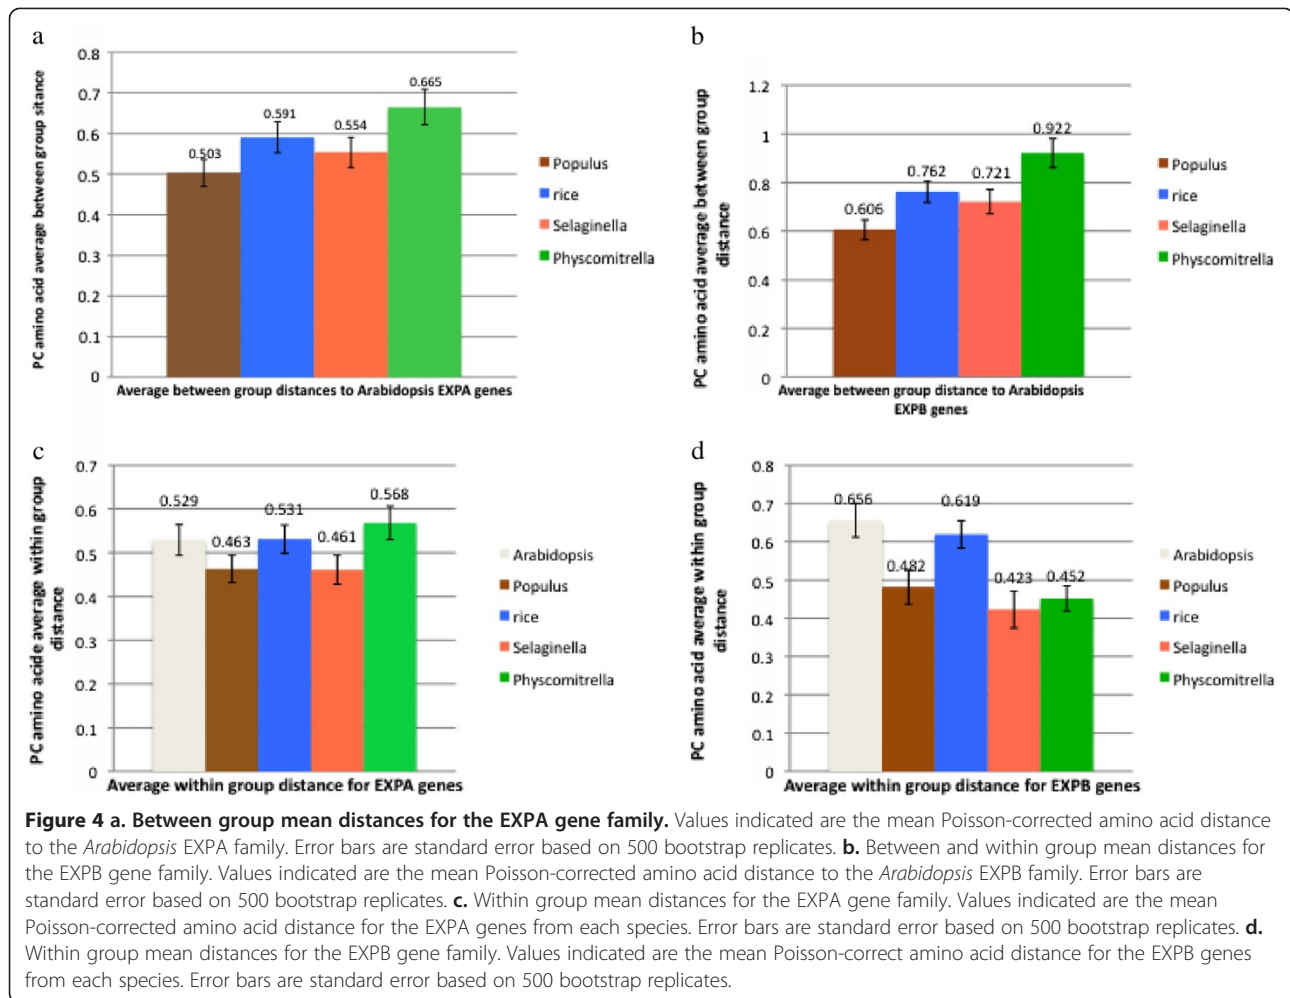 a
PC amino acid average between group sitance
0.8
0.7
0.6
0.5
0.4
0.3
0.2
0.1
0
0.503
0.591
0.554
0.665
Populus
rice
Selaginella
Physcomitrella
Average between group distances to Arabidopsis EXPA genes
b
PC amino acid average between group
distance
1.2
1
0.8
0.6
0.4
0.2
0
0.606
0.762
0.721
0.922
Populus
rice
Selaginella
Physcomitrella
Average between group distance to Arabidopsis
EXPB genes
c
PC amino acide average within group
distance
0.7
0.6
0.5
0.4
0.3
0.2
0.1
0
0.529
0.463
0.531
0.461
0.568
Arabidopsis
Populus
rice
Selaginella
Physcomitrella
Average within group distance for EXPA genes
d
PC amino acid average within group
distance
0.8
0.7
0.6
0.5
0.4
0.3
0.2
0.1
0
0.656
0.482
0.619
0.423
0.452
Arabidopsis
Populus
rice
Selaginella
Physcomitrella
Average within group distance for EXPB genes
Figure 4 a. Between group mean distances for the EXPA gene family. Values indicated are the mean Poisson-corrected amino acid distance
to the Arabidopsis EXPA family. Error bars are standard error based on 500 bootstrap replicates. b. Between and within group mean distances for
the EXPB gene family. Values indicated are the mean Poisson-corrected amino acid distance to the Arabidopsis EXPB family. Error bars are
standard error based on 500 bootstrap replicates. c. Within group mean distances for the EXPA gene family. Values indicated are the mean
Poisson-corrected amino acid distance for the EXPA genes from each species. Error bars are standard error based on 500 bootstrap replicates. d.
Within group mean distances for the EXPB gene family. Values indicated are the mean Poisson-correct amino acid distance for the EXPB genes
from each species. Error bars are standard error based on 500 bootstrap replicates.